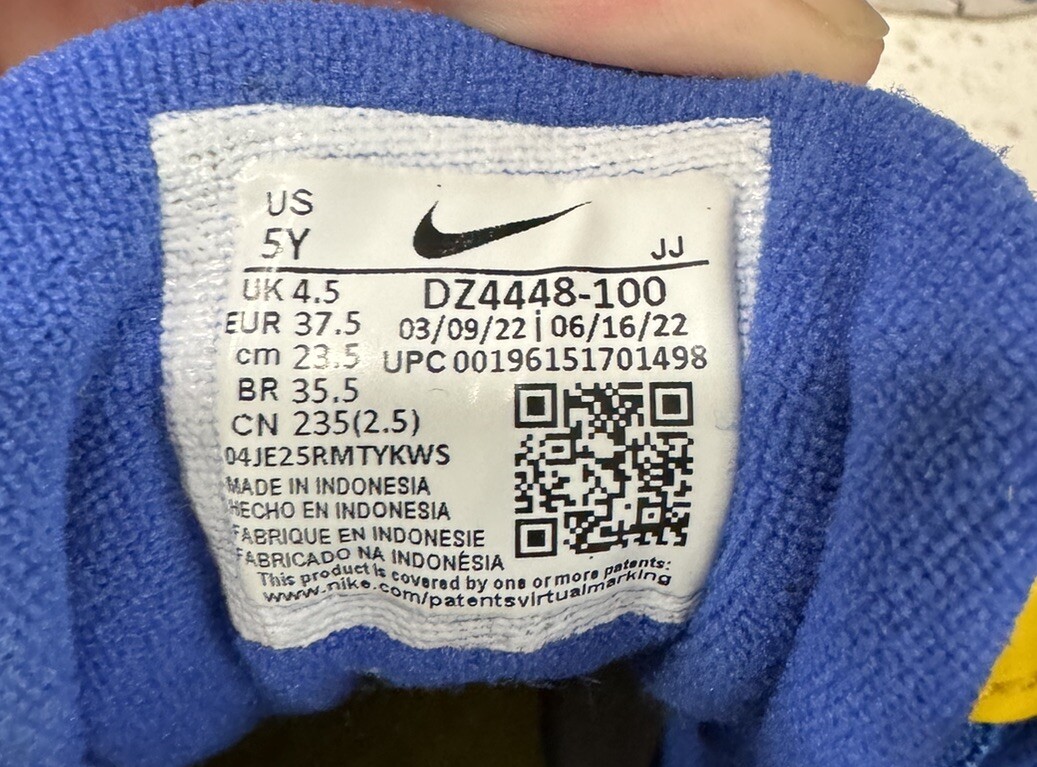 US
5Y
JJ
UK 4.5
DZ4448-100
EUR 37.5
03/09/22 | 06/16/22
cm 23.5
UPC 00196151701498
BR 35.5
CN 235(2.5)
04JE25RMTYKWS
MADE IN INDONESIA
HECHO EN INDONESIA
FABRIQUE EN INDONESIE
FABRICADO NA INDONÉSIA
This product is covered by one or more patents:
www.nike.com/patentsvirtualmarking